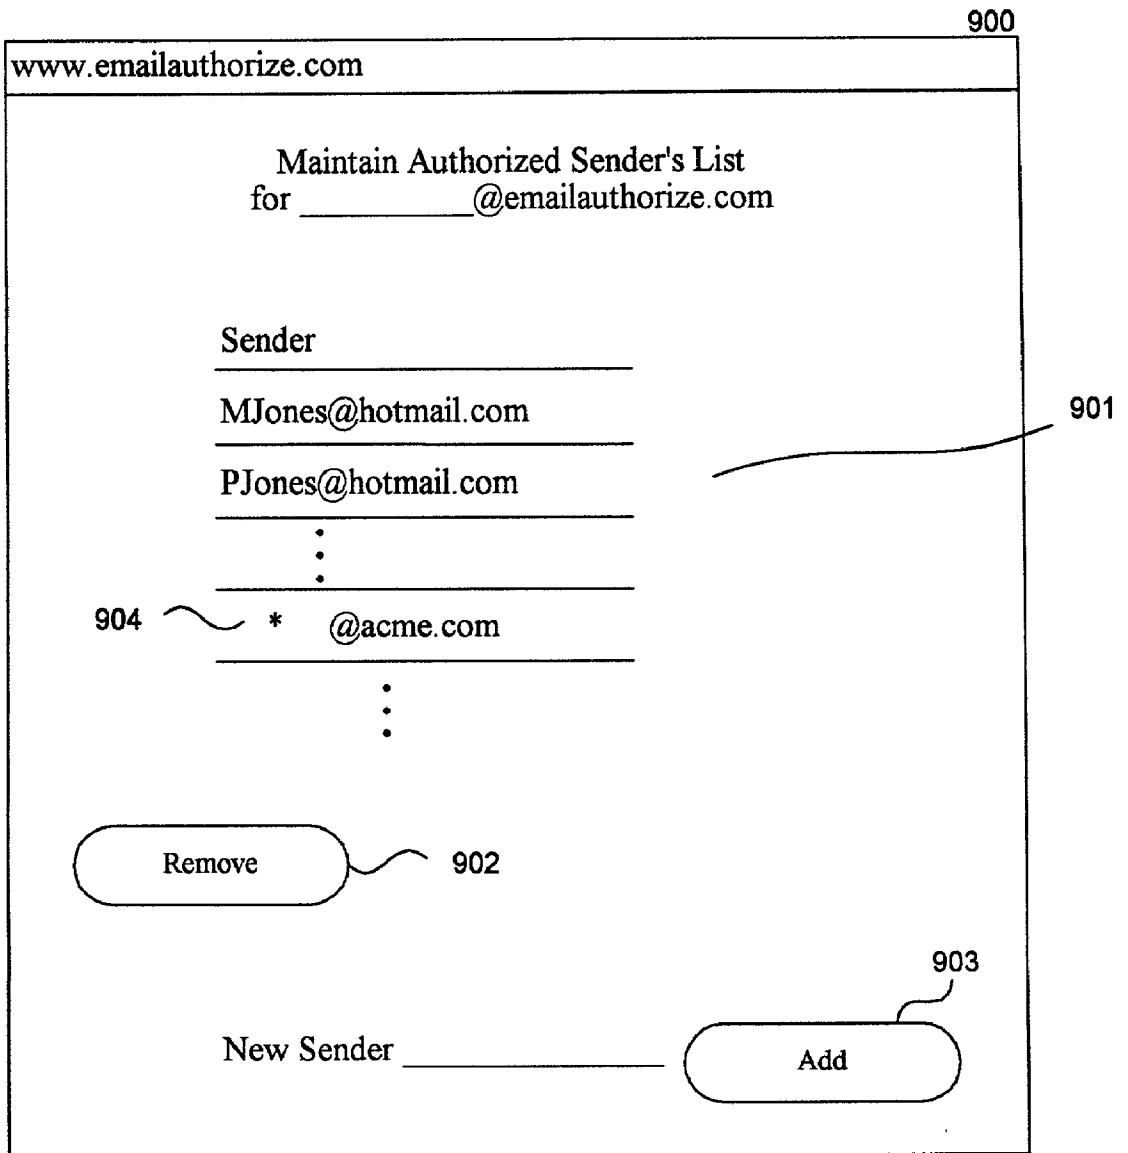 900
www.emailauthorize.com
Maintain Authorized Sender's List
for __________@emailauthorize.com
Sender
MJones@hotmail.com
901
PJones@hotmail.com
904 * @acme.com
Remove 902
903
New Sender __________ Add